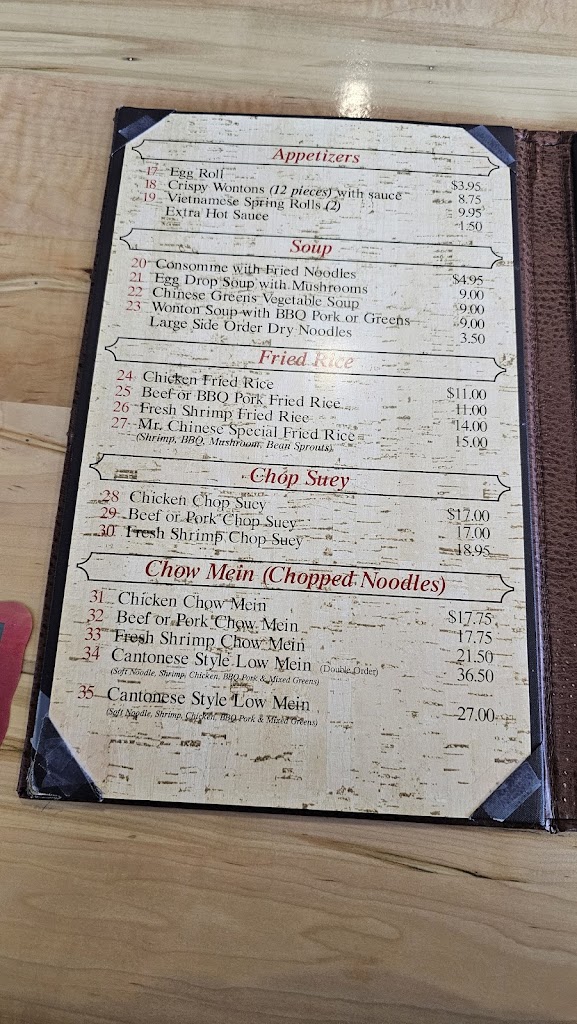 Appetizers
17 Egg Roll $3.95
18 Crispy Wontons (12 pieces) with sauce 8.75
19 Vietnamese Spring Rolls (2) 9.95
Extra Hot Sauce 1.50
Soup
20 Consomme with Fried Noodles $4.95
21 Egg Drop Soup with Mushrooms 9.00
22 Chinese Greens Vegetable Soup 9.00
23 Wonton Soup with BBQ Pork or Greens 9.00
Large Side Order Dry Noodles 3.50
Fried Rice
24 Chicken Fried Rice $11.00
25 Beef or BBQ Pork Fried Rice 11.00
26 Fresh Shrimp Fried Rice 14.00
27 Mr. Chinese Special Fried Rice 15.00
(Shrimp, BBQ, Mushroom, Bean Sprouts)
Chop Suey
28 Chicken Chop Suey $17.00
29 Beef or Pork Chop Suey 17.00
30 Fresh Shrimp Chop Suey 18.95
Chow Mein (Chopped Noodles)
31 Chicken Chow Mein $17.75
32 Beef or Pork Chow Mein 17.75
33 Fresh Shrimp Chow Mein 21.50
34 Cantonese Style Low Mein (Double Order) 36.50
(Soft Noodle, Shrimp, Chicken, BBQ Pork & Mixed Greens)
35 Cantonese Style Low Mein 27.00
(Soft Noodle, Shrimp, Chicken, BBQ Pork & Mixed Greens)